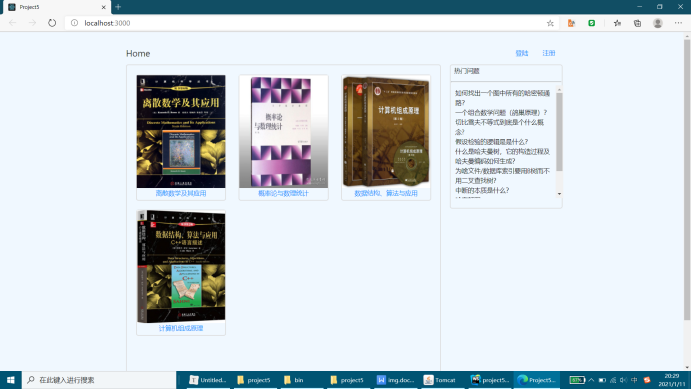 Project5
localhost:3000
Home
登陆
注册
离散数学及其应用
离散数学及其应用
概率论
与数理统计
概率论与数理统计
计算机组成原理
数据结构、算法与应用
数据结构、算法与应用
C++语言描述
计算机组成原理
热门问题
如何找出一个图中所有的哈密顿通
路?
一个组合数学问题（鸽巢原理）?
切比雪夫不等式到底是个什么概
念?
假设检验的逻辑是是什么?
什么是哈夫曼树，它的构造过程及
哈夫曼编码如何生成?
为啥文件/数据库索引要用B树而不
用二叉查找树?
中断的本质是什么?
在此键入进行搜索
Untitled...
project5
bin
project5
img.doc...
Tomcat
project5...
Project5...
中
20:29
2021/1/11